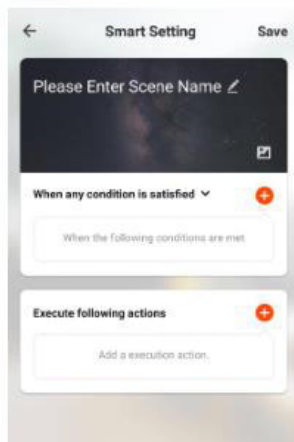 Smart Setting
Save
Please Enter Scene Name
When any condition is satisfied
When the following conditions are met
Execute following actions
Add a execution action.